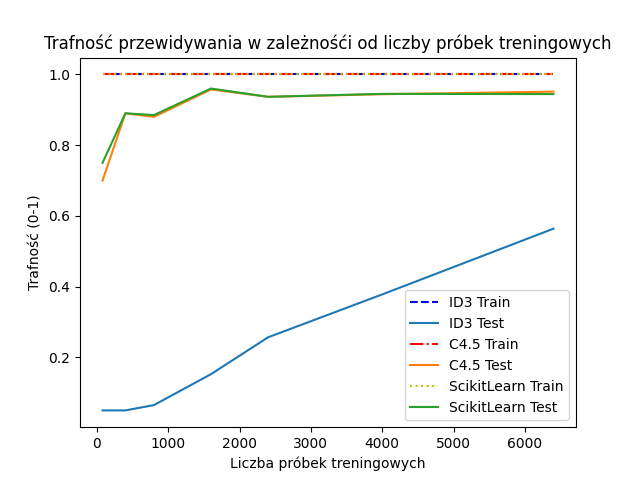 Trafność przewidywania w zależnośći od liczby próbek treningowych
1.0
0.8
0.6
0.4
0.2
Trafność (0-1)
0
1000
2000
3000
4000
5000
6000
Liczba próbek treningowych
ID3 Train
ID3 Test
C4.5 Train
C4.5 Test
ScikitLearn Train
ScikitLearn Test